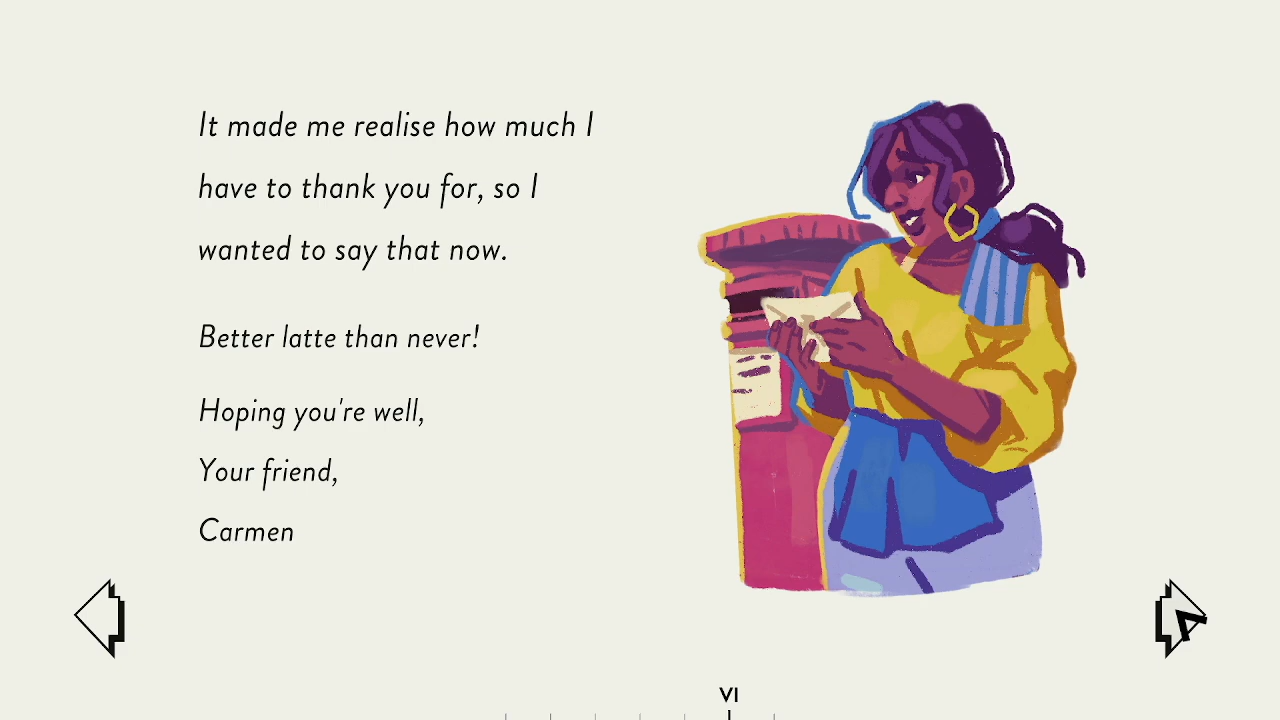 It made me realise how much I
have to thank you for, so I
wanted to say that now.
Better latte than never!
Hoping you're well,
Your friend,
Carmen
VI